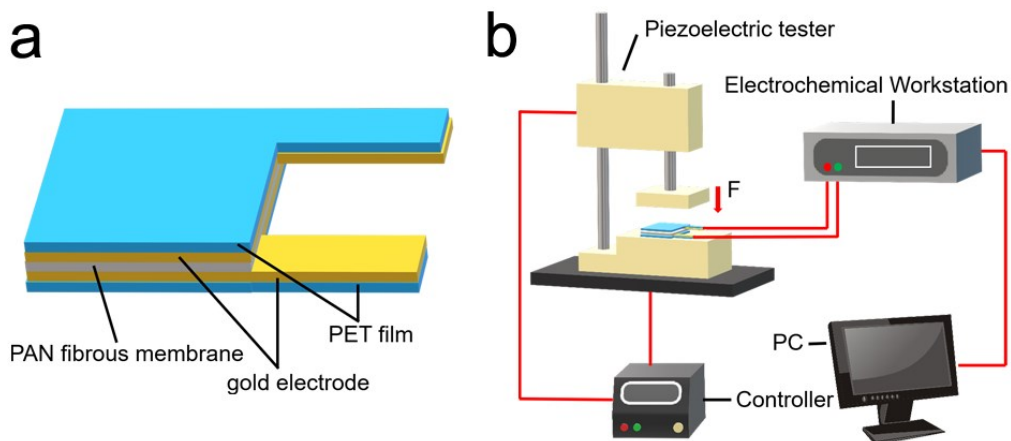 a
PAN fibrous membrane
gold electrode
PET film
b
Piezoelectric tester
Electrochemical Workstation
F
PC
Controller